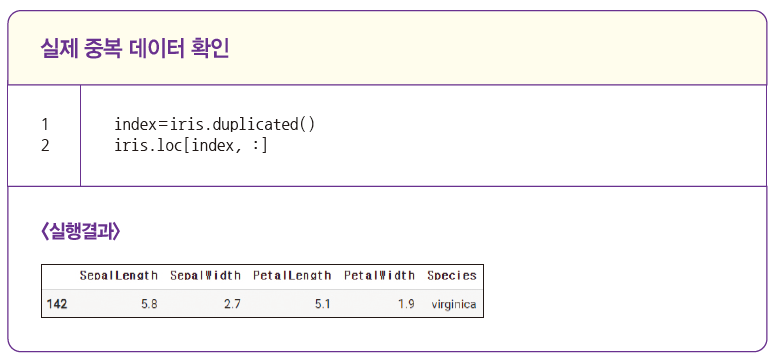 실제 중복 데이터 확인
1 index=iris.duplicated()
2 iris.loc[index, :]
<실행결과>
SepalLength SepalWidth PetalLength PetalWidth Species
142 5.8 2.7 5.1 1.9 virginica